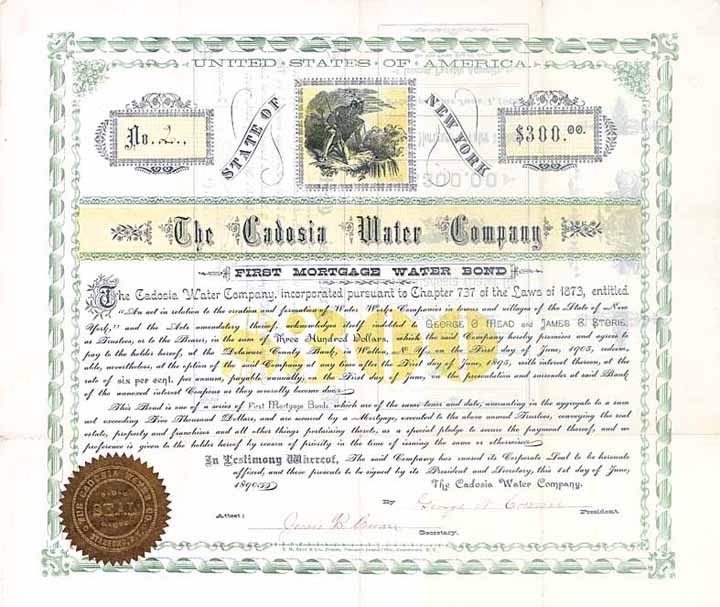 UNITED STATES OF AMERICA.
No. 2.
STATE OF
NEW YORK
$300.00.
The Cadosia Water Company
FIRST MORTGAGE WATER BOND
The Cadosia Water Company, incorporated pursuant to Chapter 737 of the Laws of 1873, entitled
"An act in relation to the creation and formation of Water Works Companies in towns and villages of the State of New
York," and the Acts amendatory thereof, acknowledges itself indebted to GEORGE O MEAD and JAMES S. STORIE,
as Trustees, or to the Bearer, in the sum of Three Hundred Dollars, which the said Company hereby promises and agrees to
pay to the holder hereof, at the Delaware County Bank, Walton, N. Y., on the First day of June, 1905, redeem-
able, nevertheless, at the option of the said Company at any time after the First day of June, 1895, with interest thereon, at the
rate of six per cent, per annum, payable annually, on the First day of June, on the presentation and surrender at said Bank
of the annexed interest Coupons as they severally become due.
This Bond is one of a series of First Mortgage Bonds, which are of the same tenor and date, amounting in the aggregate to a sum
not exceeding Five Thousand Dollars, and are secured by a Mortgage, executed to the above named Trustees, conveying the real
estate, property and franchises and all other things pertaining thereto, as a special pledge to secure the payment thereof, and no
preference is given to the holder hereof by reason of priority in the time of issuing the same or otherwise.
In Testimony Whereof, The said Company has caused its Corporate Seal to be hereunto
affixed, and these presents to be signed by its President and Secretary, this 1st day of June,
1890.
The Cadosia Water Company.
By George N
President.
Attest:
Secretary.
THE CADOSIA WATER CO.
SEAL